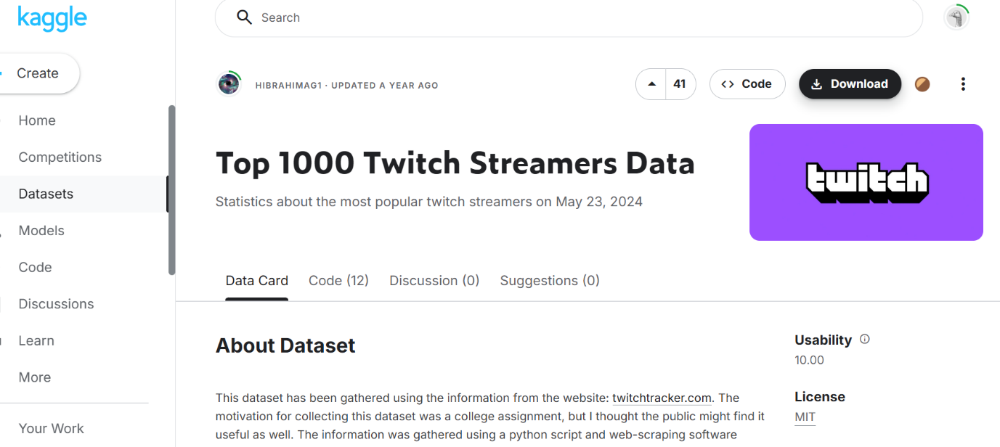 kaggle
Search
Create
Home
Competitions
Datasets
Models
Code
Discussions
Learn
More
Your Work
HIBRAHIMAG1 · UPDATED A YEAR AGO
41
<> Code
Download
Top 1000 Twitch Streamers Data
Statistics about the most popular twitch streamers on May 23, 2024
twitch
Data Card Code (12) Discussion (0) Suggestions (0)
About Dataset
This dataset has been gathered using the information from the website: twitchtracker.com. The
motivation for collecting this dataset was a college assignment, but I thought the public might find it
useful as well. The information was gathered using a python script and web-scraping software
Usability
10.00
License
MIT